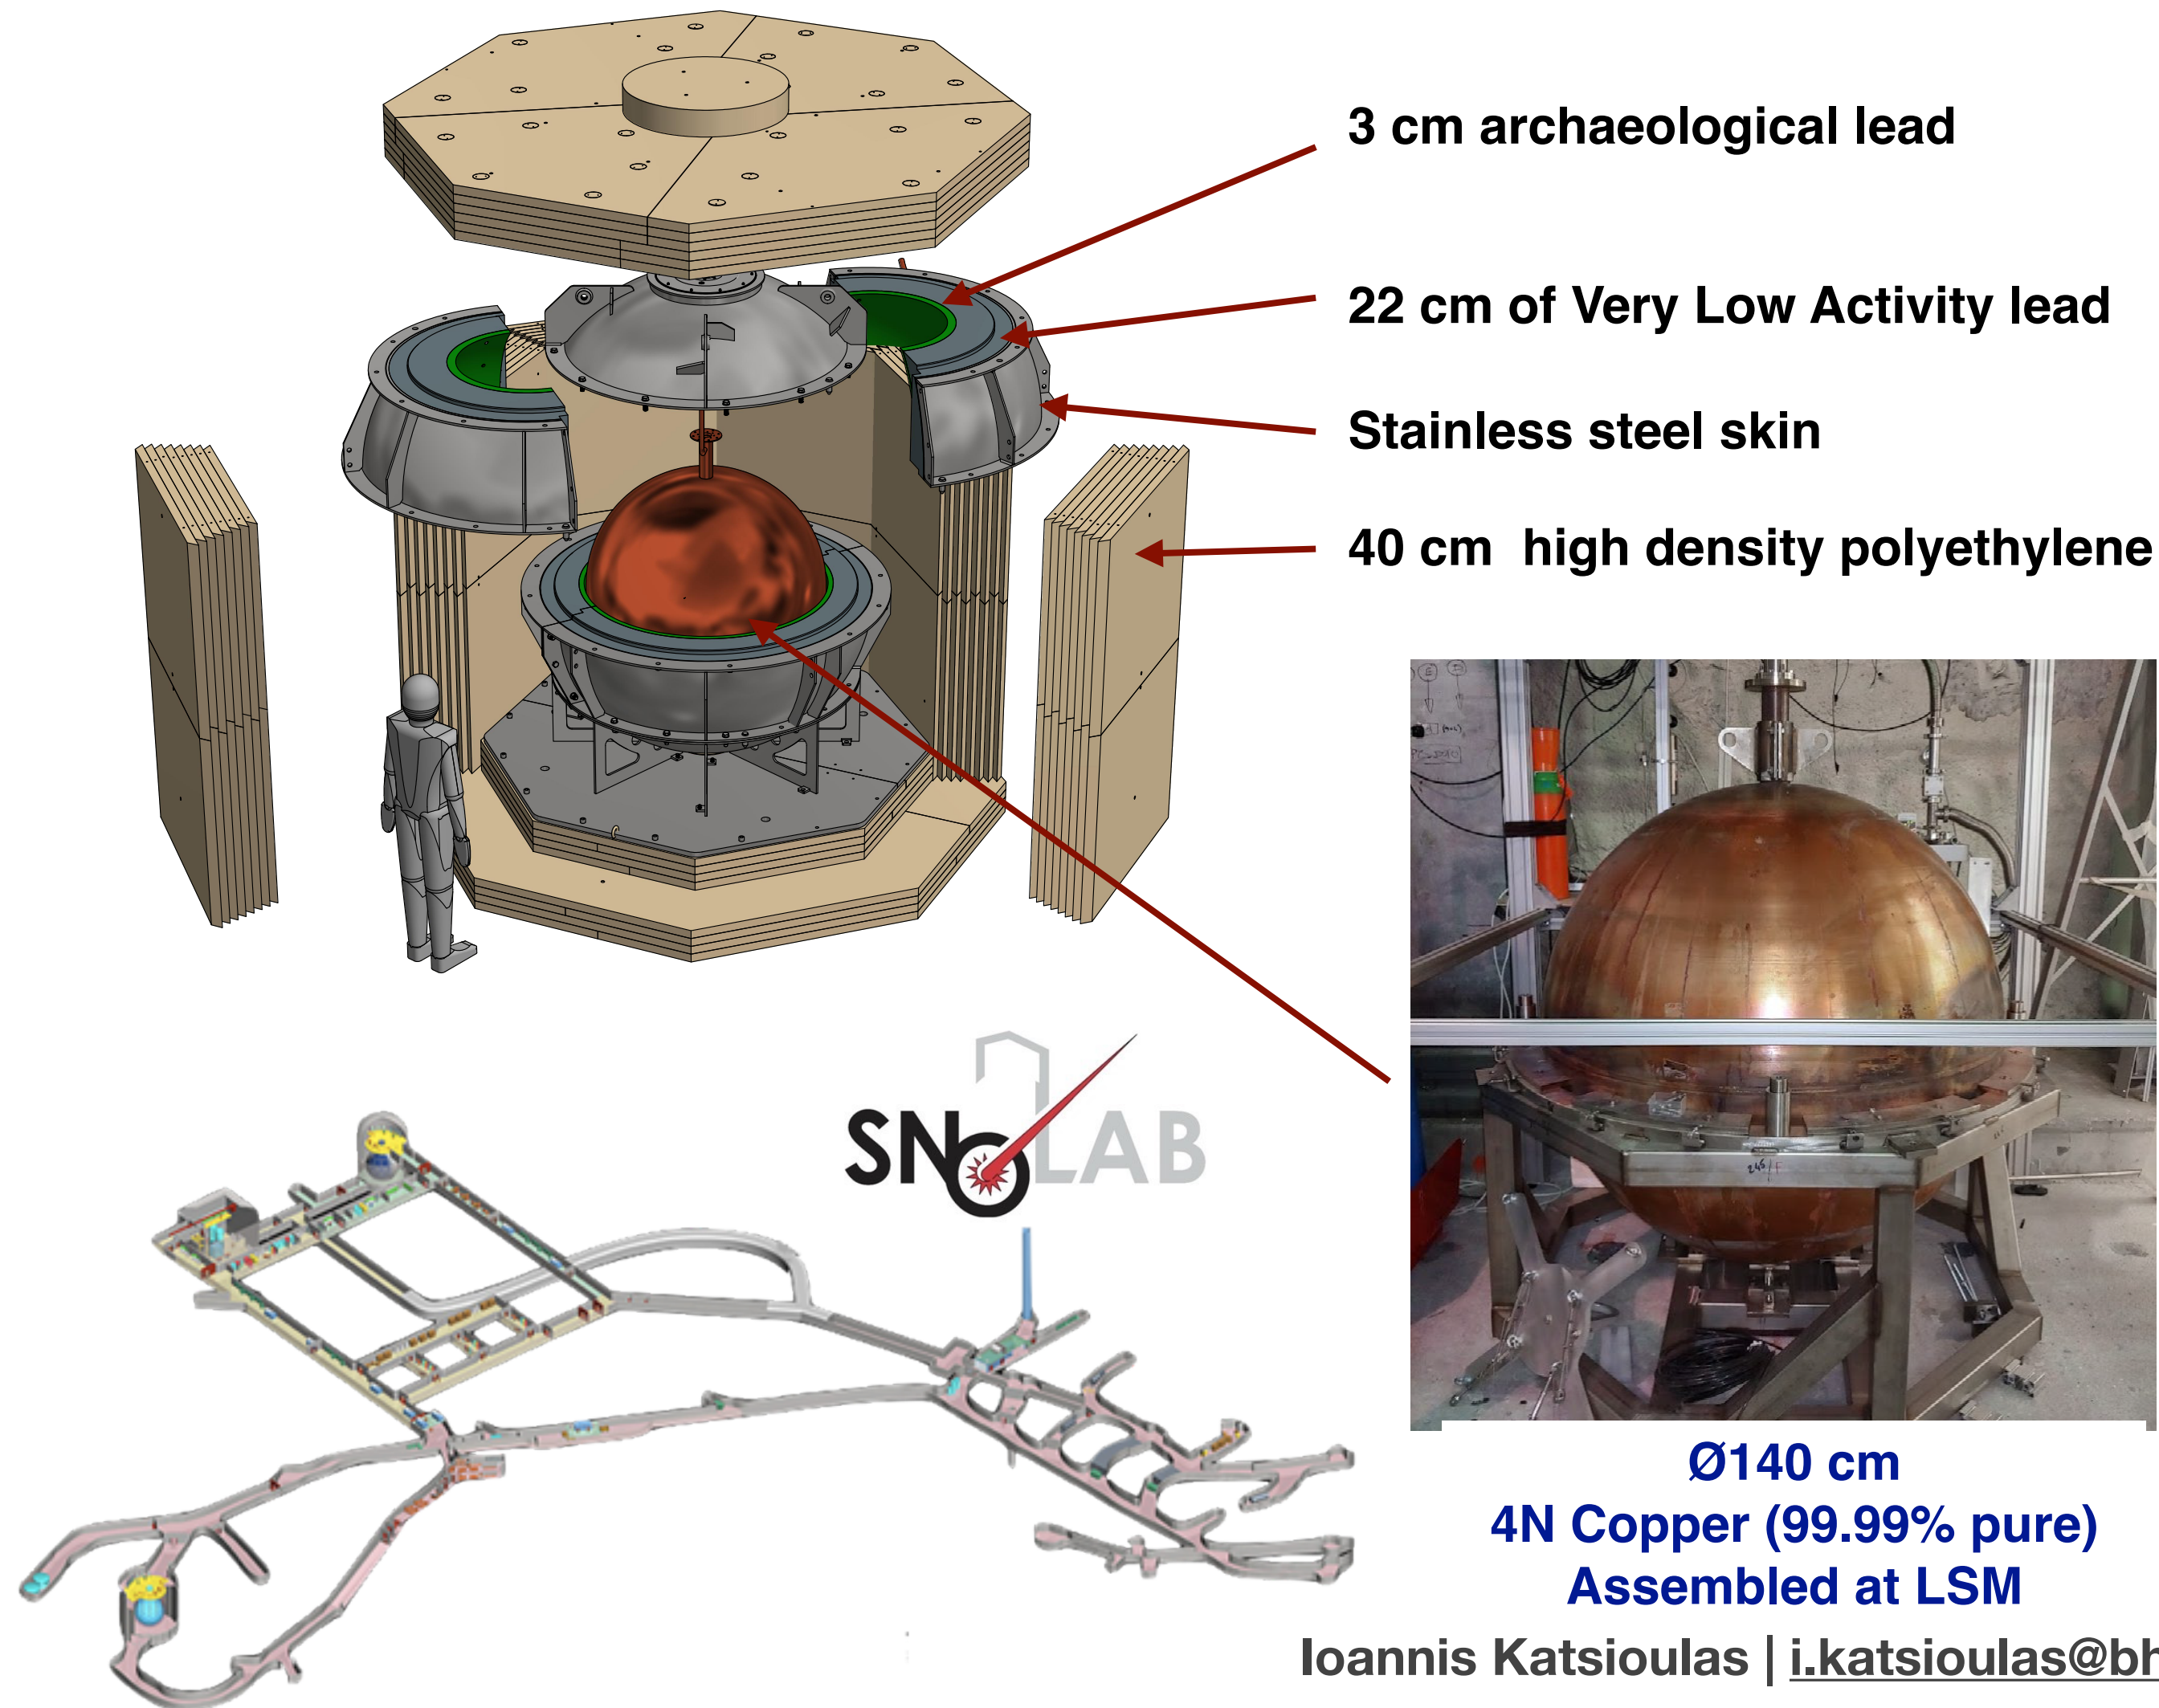 3 cm archaeological lead
22 cm of Very Low Activity lead
Stainless steel skin
40 cm  high density polyethylene
SNOLAB
Ø140 cm
4N Copper (99.99% pure)
Assembled at LSM
Ioannis Katsioulas | i.katsioulas@bh